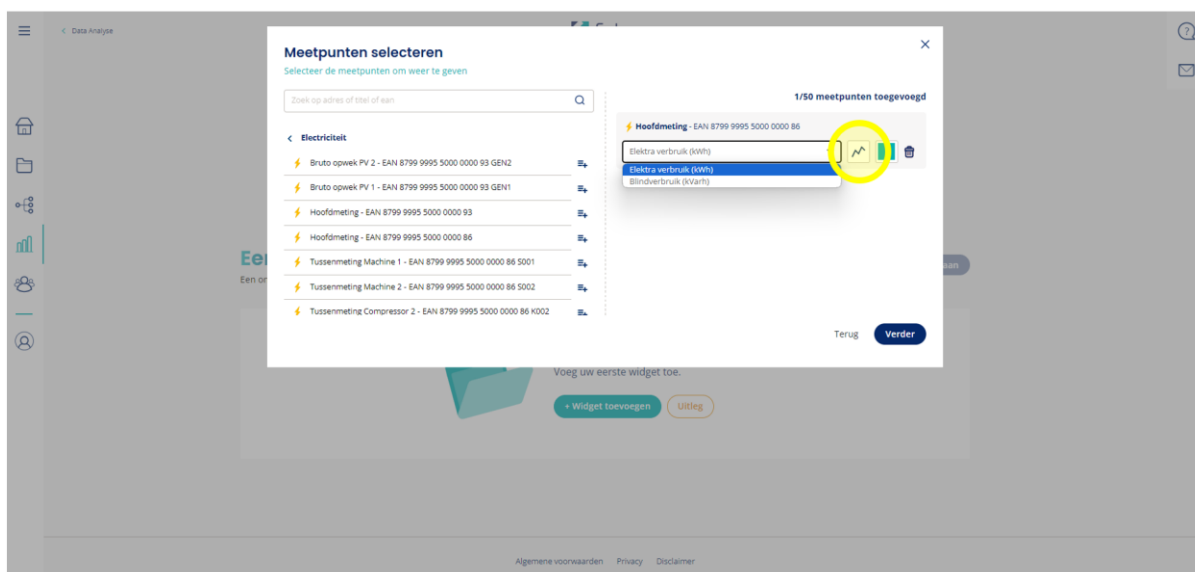 < Data Analyse
Meetpunten selecteren
Selecteer de meetpunten om weer te geven
Zoek op adres of titel of ean
1/50 meetpunten toegevoegd
Hoofdmeting - EAN 8799 9995 5000 0000 86
Elektra verbruik (kWh)
Elektra verbruik (kWh)
Blindverbruik (kVarh)
< Electriciteit
Bruto opwek PV 2 - EAN 8799 9995 5000 0000 93 GEN2
Bruto opwek PV 1 - EAN 8799 9995 5000 0000 93 GEN1
Hoofdmeting - EAN 8799 9995 5000 0000 93
Hoofdmeting - EAN 8799 9995 5000 0000 86
Tussenmeting Machine 1 - EAN 8799 9995 5000 0000 86 S001
Tussenmeting Machine 2 - EAN 8799 9995 5000 0000 86 S002
Tussenmeting Compressor 2 - EAN 8799 9995 5000 0000 86 K002
Terug
Verder
Eer
Een or
aan
Voeg uw eerste widget toe.
+ Widget toevoegen
Uitleg
Algemene voorwaarden Privacy Disclaimer